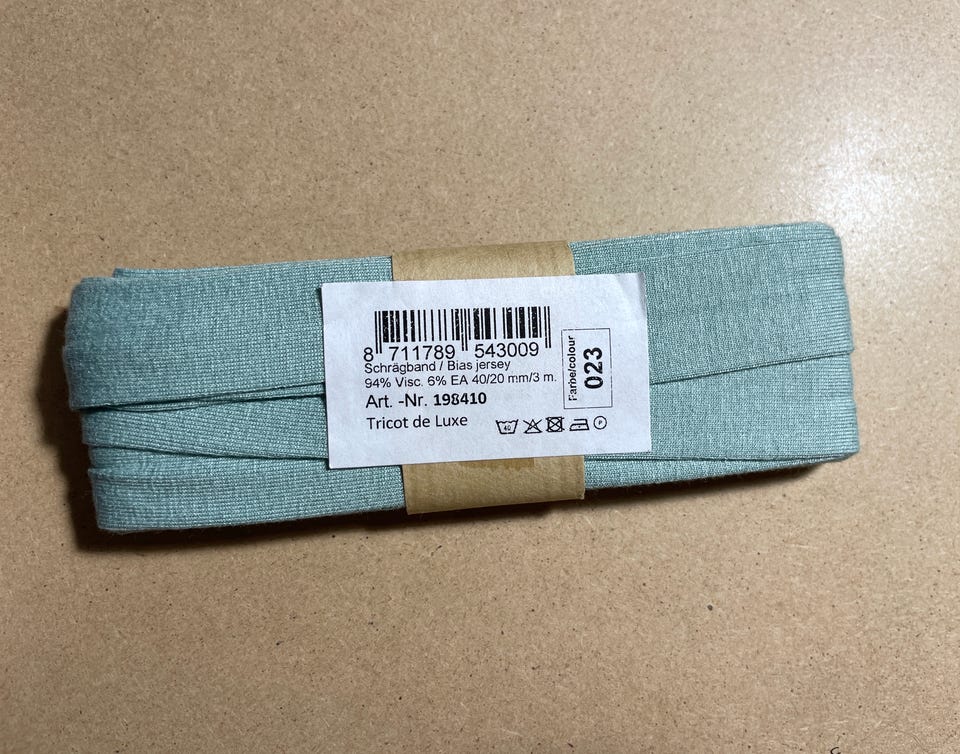 8 711789 543009
Schrägband / Bias jersey
94% Visc. 6% EA 40/20 mm/3 m.
Art. -Nr. 198410
Tricot de Luxe
40
P
Farbe/colour
023